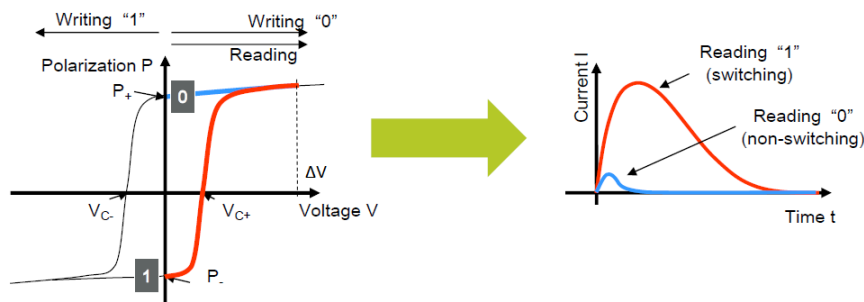 Writing “1”
Writing “0”
Reading
Polarization P
P+
0
ΔV
VC-
VC+
Voltage V
1
P-
Current I
Reading “1”
(switching)
Reading “0”
(non-switching)
Time t